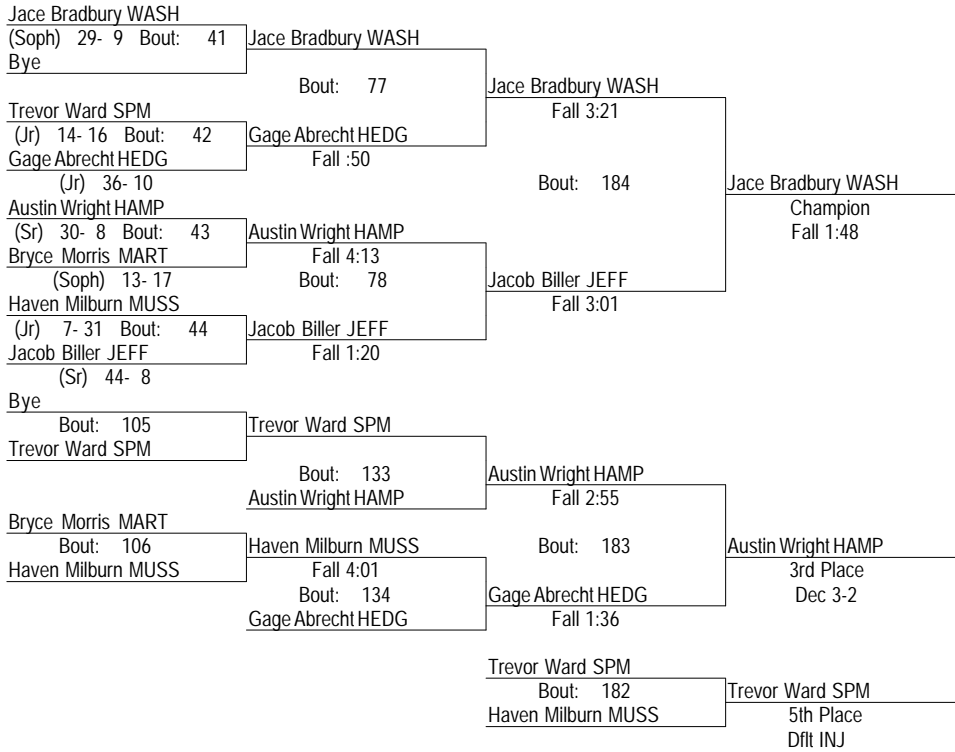 Jace Bradbury WASH
(Soph) 29- 9 Bout: 41 Jace Bradbury WASH
Bye
Bout: 77 Jace Bradbury WASH
Trevor Ward SPM Fall 3:21
(Jr) 14- 16 Bout: 42 Gage Abrecht HEDG
Gage Abrecht HEDG Fall :50
(Jr) 36- 10 Bout: 184 Jace Bradbury WASH
Austin Wright HAMP Champion
(Sr) 30- 8 Bout: 43 Austin Wright HAMP Fall 1:48
Bryce Morris MART Fall 4:13
(Soph) 13- 17 Bout: 78 Jacob Biller JEFF
Haven Milburn MUSS Fall 3:01
(Jr) 7- 31 Bout: 44 Jacob Biller JEFF
Jacob Biller JEFF Fall 1:20
(Sr) 44- 8
Bye
Bout: 105 Trevor Ward SPM
Trevor Ward SPM
Bout: 133 Austin Wright HAMP
Austin Wright HAMP Fall 2:55
Bryce Morris MART
Bout: 106 Haven Milburn MUSS Bout: 183 Austin Wright HAMP
Haven Milburn MUSS Fall 4:01 3rd Place
Bout: 134 Gage Abrecht HEDG Dec 3-2
Gage Abrecht HEDG Fall 1:36
Trevor Ward SPM
Bout: 182 Trevor Ward SPM
Haven Milburn MUSS 5th Place
Dflt INJ